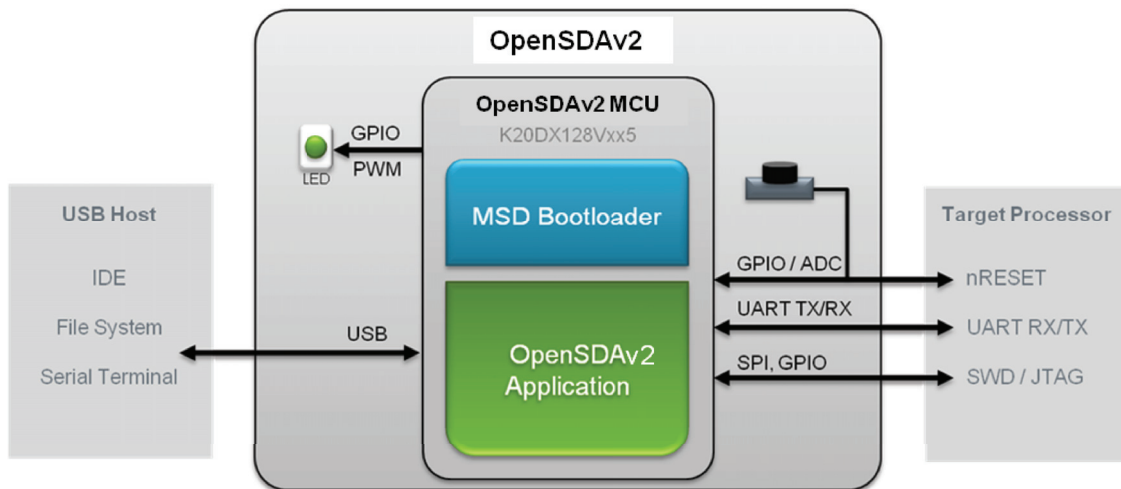 OpenSDAv2
OpenSDAv2 MCU
K20DX128Vxx5
GPIO
PWM
LED
MSD Bootloader
OpenSDAv2
Application
USB Host
IDE
File System
Serial Terminal
USB
GPIO / ADC
UART TX/RX
SPI, GPIO
Target Processor
nRESET
UART RX/TX
SWD / JTAG